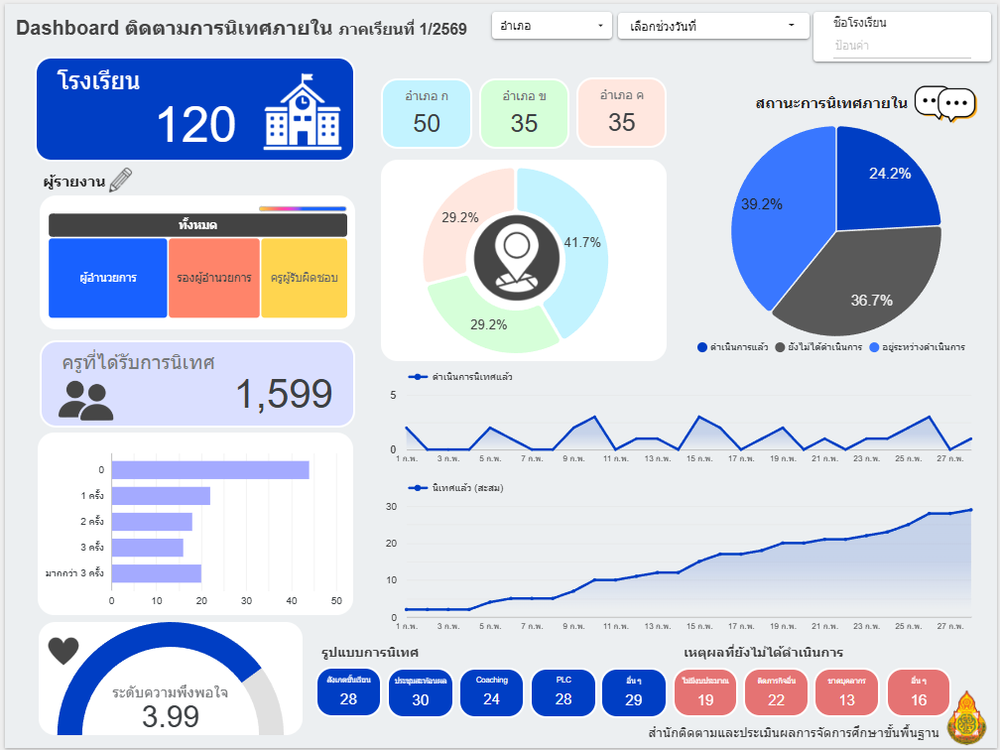 Dashboard ติดตามการนิเทศภายใน ภาคเรียนที่ 1/2569
อำเภอ
เลือกช่วงวันที่
ชื่อโรงเรียน
ป้อนค่า
โรงเรียน
120
อำเภอ ก
50
อำเภอ ข
35
อำเภอ ค
35
สถานะการนิเทศภายใน
ผู้รายงาน
ทั้งหมด
ผู้อำนวยการ
รองผู้อำนวยการ
ครูผู้รับผิดชอบ
29.2%
41.7%
29.2%
24.2%
39.2%
36.7%
ดำเนินการแล้ว
ยังไม่ได้ดำเนินการ
อยู่ระหว่างดำเนินการ
ครูที่ได้รับการนิเทศ
1,599
ดำเนินการนิเทศแล้ว
5
0
1 ก.พ. 3 ก.พ. 5 ก.พ. 7 ก.พ. 9 ก.พ. 11 ก.พ. 13 ก.พ. 15 ก.พ. 17 ก.พ. 19 ก.พ. 21 ก.พ. 23 ก.พ. 25 ก.พ. 27 ก.พ.
0
1 ครั้ง
2 ครั้ง
3 ครั้ง
มากกว่า 3 ครั้ง
0 10 20 30 40 50
นิเทศแล้ว (สะสม)
30
20
10
0
1 ก.พ. 3 ก.พ. 5 ก.พ. 7 ก.พ. 9 ก.พ. 11 ก.พ. 13 ก.พ. 15 ก.พ. 17 ก.พ. 19 ก.พ. 21 ก.พ. 23 ก.พ. 25 ก.พ. 27 ก.พ.
ระดับความพึงพอใจ
3.99
รูปแบบการนิเทศ
สังเกตชั้นเรียน
28
ประชุมสะท้อนผล
30
Coaching
24
PLC
28
อื่น ๆ
29
เหตุผลที่ยังไม่ได้ดำเนินการ
ไม่มีงบประมาณ
19
ติดภารกิจอื่น
22
ขาดบุคลากร
13
อื่น ๆ
16
สำนักติดตามและประเมินผลการจัดการศึกษาขั้นพื้นฐาน